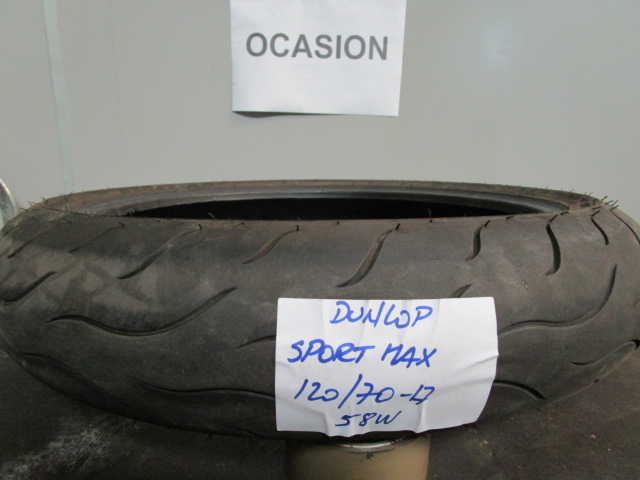 OCASION
DUNLOP
SPORT MAX
120/70-17
58W